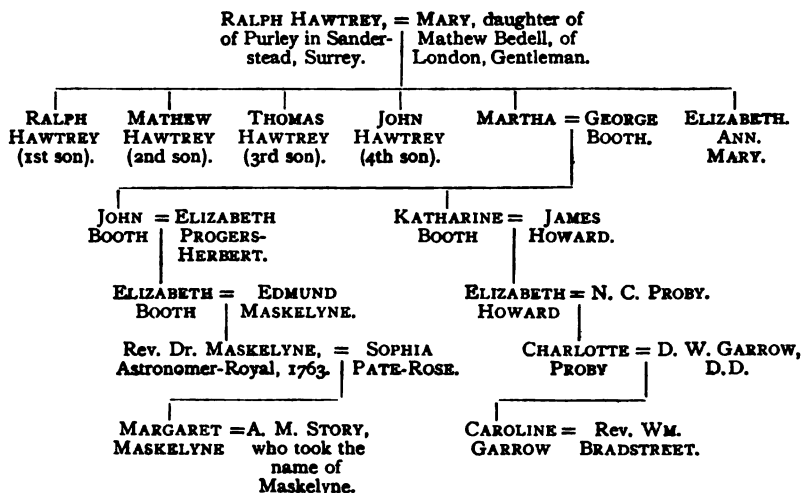 RALPH HAWTREY, = MARY, daughter of
of Purley in Sander- Mathew Bedell, of
stead, Surrey. London, Gentleman.
RALPH MATHEW THOMAS JOHN MARTHA = GEORGE ELIZABETH.
HAWTREY HAWTREY HAWTREY HAWTREY BOOTH. ANN.
(1st son). (2nd son). (3rd son). (4th son). MARY.
JOHN = ELIZABETH KATHARINE = JAMES
BOOTH PROGERS- BOOTH HOWARD.
HERBERT.
ELIZABETH = EDMUND ELIZABETH = N. C. PROBY.
BOOTH MASKELYNE. HOWARD
Rev. Dr. MASKELYNE, = SOPHIA CHARLOTTE = D. W. GARROW,
Astronomer-Royal, 1763. PATE-ROSE. PROBY D.D.
MARGARET = A. M. STORY, CAROLINE = Rev. WM.
MASKELYNE who took the GARROW BRADSTREET.
name of
Maskelyne.